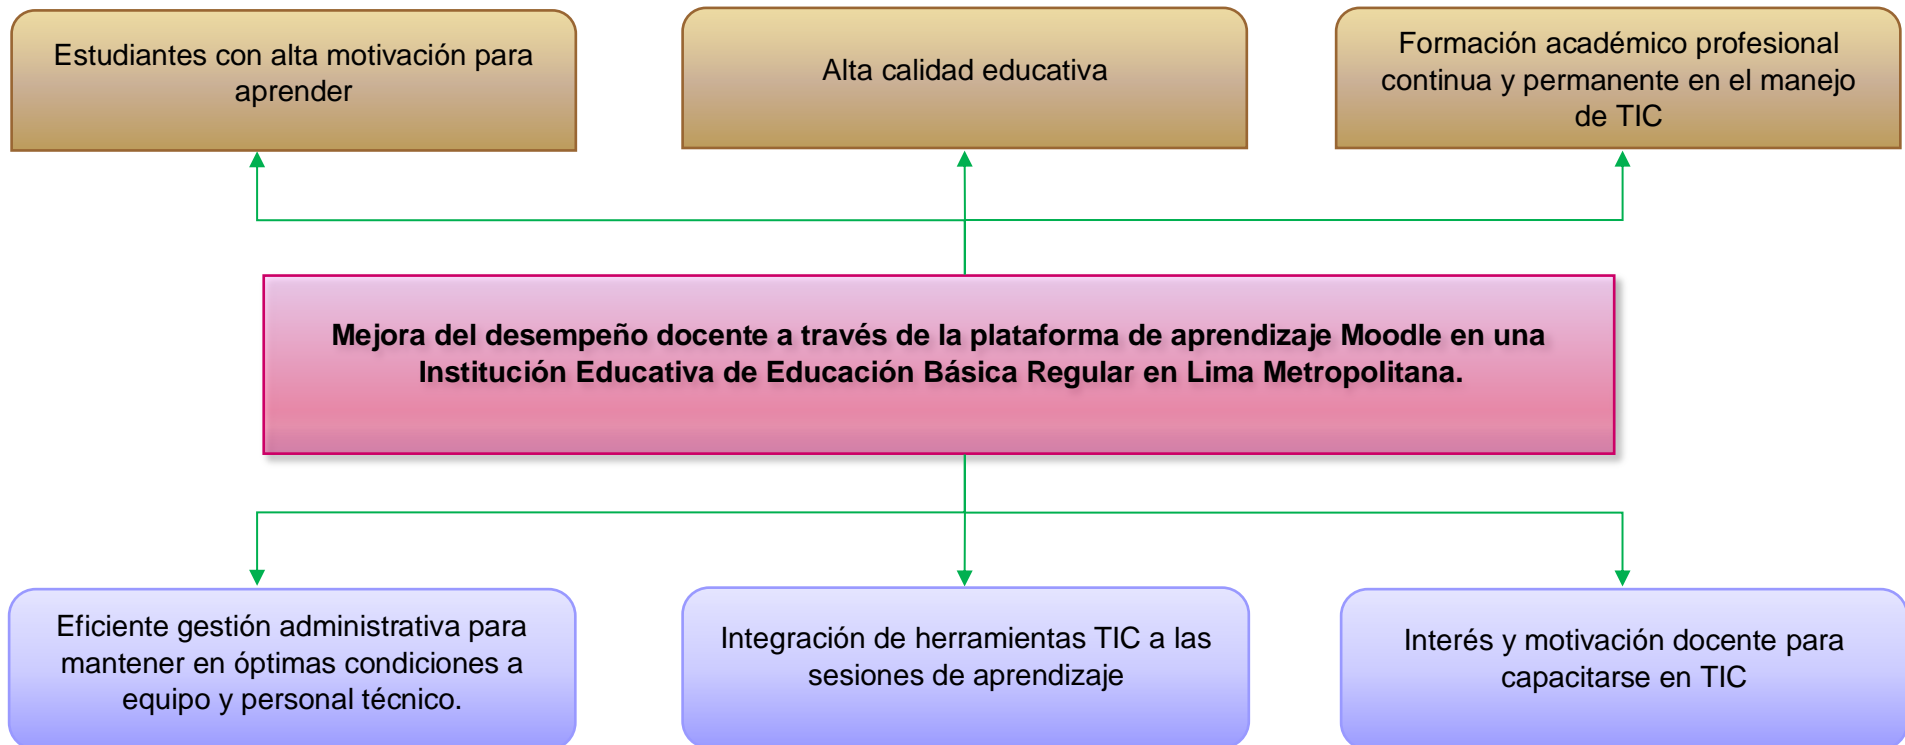 Estudiantes con alta motivación para
aprender
Alta calidad educativa
Formación académico profesional
continua y permanente en el manejo
de TIC
Mejora del desempeño docente a través de la plataforma de aprendizaje Moodle en una
Institución Educativa de Educación Básica Regular en Lima Metropolitana.
Eficiente gestión administrativa para
mantener en óptimas condiciones a
equipo y personal técnico.
Integración de herramientas TIC a las
sesiones de aprendizaje
Interés y motivación docente para
capacitarse en TIC